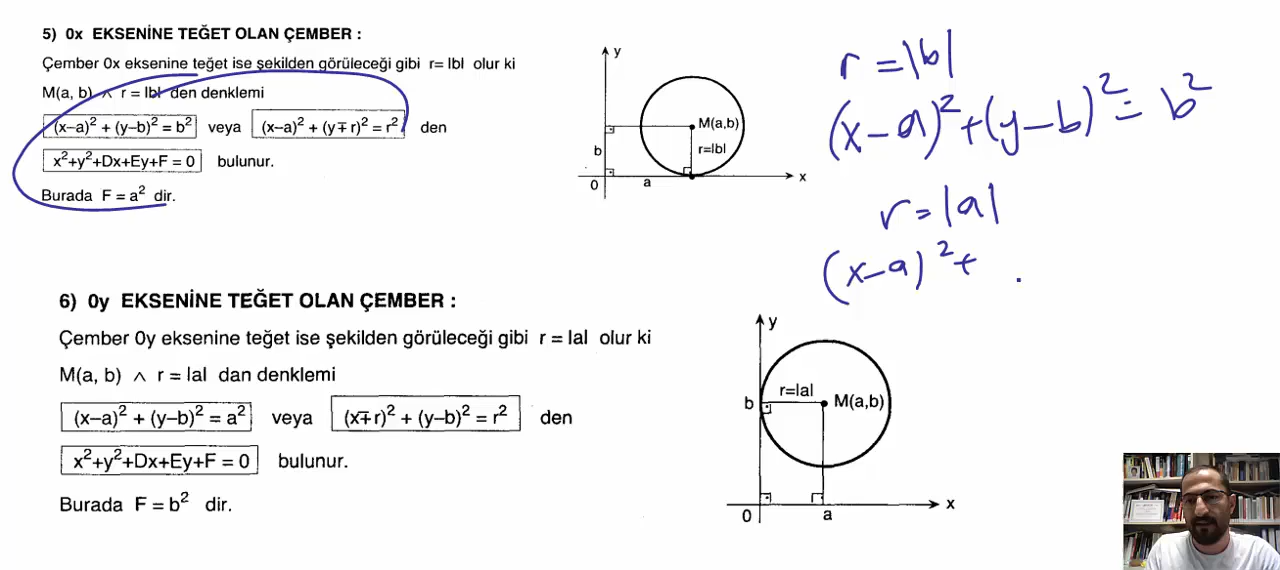 5) 0x EKSENİNE TEĞET OLAN ÇEMBER :
Çember 0x eksenine teğet ise şekilden görüleceği gibi r= lbl olur ki
M(a, b) ∧ r = lbl den denklemi
(x–a)² + (y–b)² = b² veya (x–a)² + (y∓r)² = r² den
x²+y²+Dx+Ey+F = 0 bulunur.
Burada F = a² dir.
y
M(a,b)
b
r=lbl
0
a
x
r = |b|
(x-a)² + (y-b)² = b²
r = |a|
(x-a)² +
6) 0y EKSENİNE TEĞET OLAN ÇEMBER :
Çember 0y eksenine teğet ise şekilden görüleceği gibi r = lal olur ki
M(a, b) ∧ r = lal dan denklemi
(x–a)² + (y–b)² = a² veya (x∓r)² + (y–b)² = r² den
x²+y²+Dx+Ey+F = 0 bulunur.
Burada F = b² dir.
y
r=lal
b
M(a,b)
0
a
x